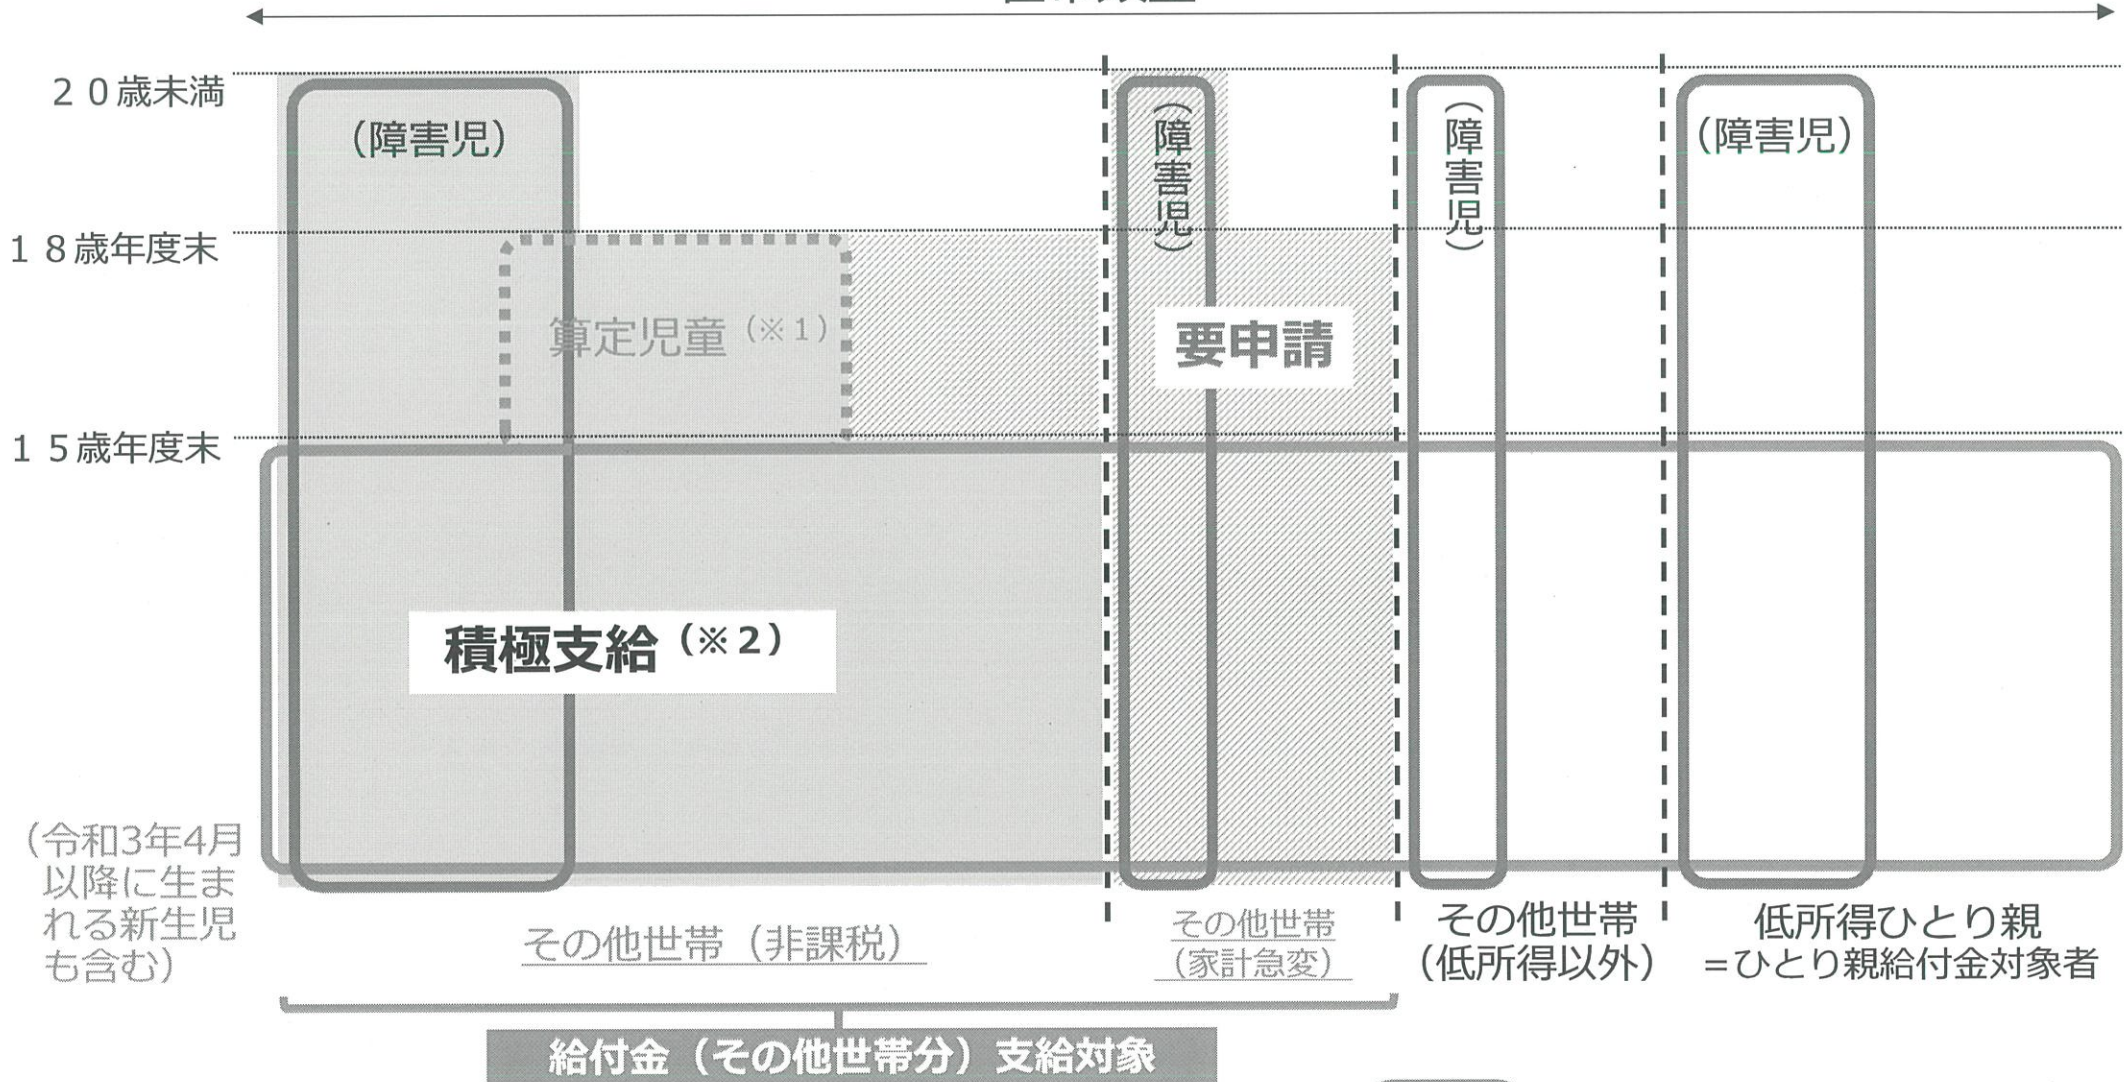 20歳未満
18歳年度末
15歳年度末
（令和3年4月
以降に生ま
れる新生児
も含む）
（障害児）
（障害児）
（障害児）
（障害児）
算定児童（※1）
要申請
積極支給（※2）
その他世帯（非課税）
その他世帯
（家計急変）
その他世帯
（低所得以外）
低所得ひとり親
＝ひとり親給付金対象者
給付金（その他世帯分）支給対象